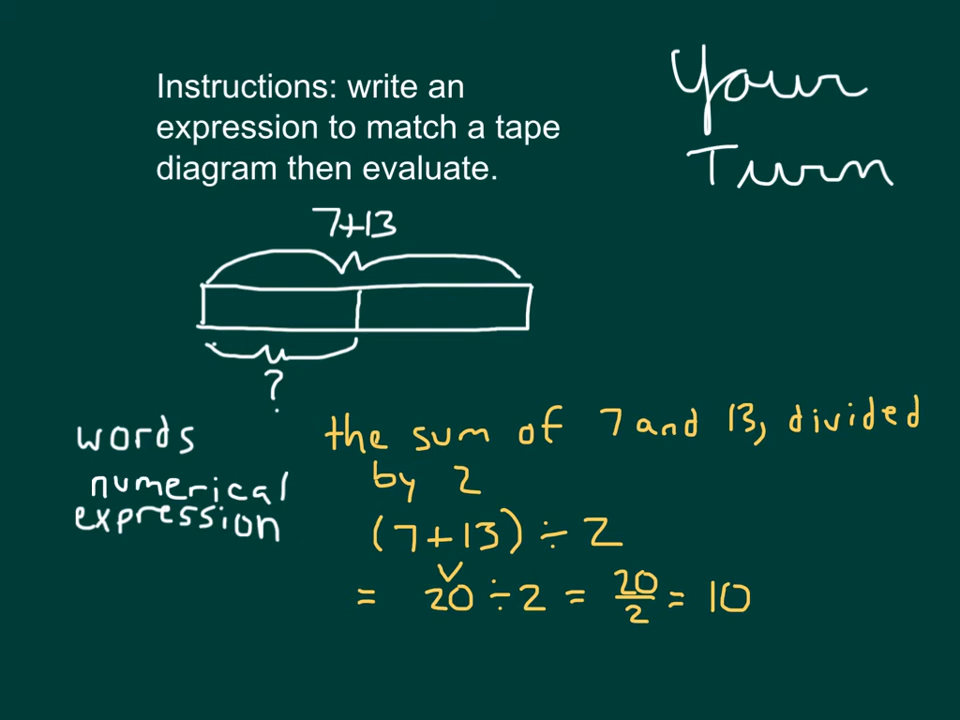 Instructions: write an
expression to match a tape
diagram then evaluate.
Your
Turn
7+13
?
words
the sum of 7 and 13, divided
by 2
numerical
expression
(7+13) ÷ 2
= 20 ÷ 2 = 20/2 = 10